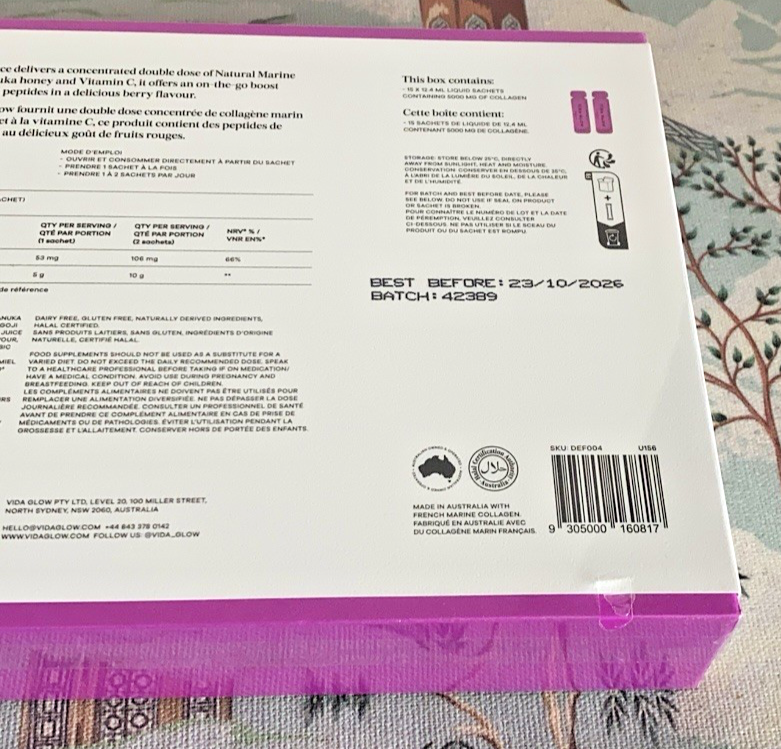 ce delivers a concentrated double dose of Natural Marine
uka honey and Vitamin C, it offers an on-the-go boost
peptides in a delicious berry flavour.
ow fournit une double dose concentrée de collagène marin
et à la vitamine C, ce produit contient des peptides de
au délicieux goût de fruits rouges.
MODE D'EMPLOI
- OUVRIR ET CONSOMMER DIRECTEMENT À PARTIR DU SACHET
- PRENDRE 1 SACHET À LA FOIS
- PRENDRE 1 À 2 SACHETS PAR JOUR
CHET)
QTY PER SERVING / QTY PER SERVING / NRV* % /
QTÉ PAR PORTION QTÉ PAR PORTION VNR EN%*
(1 sachet) (2 sachets)
53 mg 106 mg 66%
5 g 10 g **
de référence
ANUKA DAIRY FREE, GLUTEN FREE, NATURALLY DERIVED INGREDIENTS,
GOJI HALAL CERTIFIED.
JUICE SANS PRODUITS LAITIERS, SANS GLUTEN, INGRÉDIENTS D'ORIGINE
OUR, NATURELLE, CERTIFIÉ HALAL.
FOOD SUPPLEMENTS SHOULD NOT BE USED AS A SUBSTITUTE FOR A
MIEL VARIED DIET. DO NOT EXCEED THE DAILY RECOMMENDED DOSE. SPEAK
TO A HEALTHCARE PROFESSIONAL BEFORE TAKING IF ON MEDICATION/
HAVE A MEDICAL CONDITION. AVOID USE DURING PREGNANCY AND
BREASTFEEDING. KEEP OUT OF REACH OF CHILDREN.
LES COMPLÉMENTS ALIMENTAIRES NE DOIVENT PAS ÊTRE UTILISÉS POUR
RS REMPLACER UNE ALIMENTATION DIVERSIFIÉE. NE PAS DÉPASSER LA DOSE
JOURNALIÈRE RECOMMANDÉE. CONSULTER UN PROFESSIONNEL DE SANTÉ
AVANT DE PRENDRE CE COMPLÉMENT ALIMENTAIRE EN CAS DE PRISE DE
MÉDICAMENTS OU DE PATHOLOGIES. ÉVITER L'UTILISATION PENDANT LA
GROSSESSE ET L'ALLAITEMENT. CONSERVER HORS DE PORTÉE DES ENFANTS.
VIDA GLOW PTY LTD, LEVEL 20, 100 MILLER STREET,
NORTH SYDNEY, NSW 2060, AUSTRALIA
HELLO@VIDAGLOW.COM +44 843 378 0142
WWW.VIDAGLOW.COM FOLLOW US: @VIDA_GLOW
This box contains:
- 15 X 12.4 ML LIQUID SACHETS
CONTAINING 5000 MG OF COLLAGEN
Cette boîte contient:
- 15 SACHETS DE LIQUIDE DE 12,4 ML
CONTENANT 5000 MG DE COLLAGÈNE.
STORAGE: STORE BELOW 25°C, DIRECTLY
AWAY FROM SUNLIGHT, HEAT AND MOISTURE.
CONSERVATION: CONSERVER EN DESSOUS DE 25°C,
À L'ABRI DE LA LUMIÈRE DU SOLEIL, DE LA CHALEUR
ET DE L'HUMIDITÉ.
FOR BATCH AND BEST BEFORE DATE, PLEASE
SEE BELOW. DO NOT USE IF SEAL ON PRODUCT
OR SACHET IS BROKEN.
POUR CONNAÎTRE LE NUMÉRO DE LOT ET LA DATE
DE PÉREMPTION, VEUILLEZ CONSULTER
CI-DESSOUS. NE PAS UTILISER SI LE SCEAU DU
PRODUIT OU DU SACHET EST ROMPU.
BEST BEFORE: 23/10/2026
BATCH: 42389
Halal Certification Authority
حلال
Australia
MADE IN AUSTRALIA WITH
FRENCH MARINE COLLAGEN.
FABRIQUÉ EN AUSTRALIE AVEC
DU COLLAGÈNE MARIN FRANÇAIS.
SKU: DEF004 U156
9 305000 160817